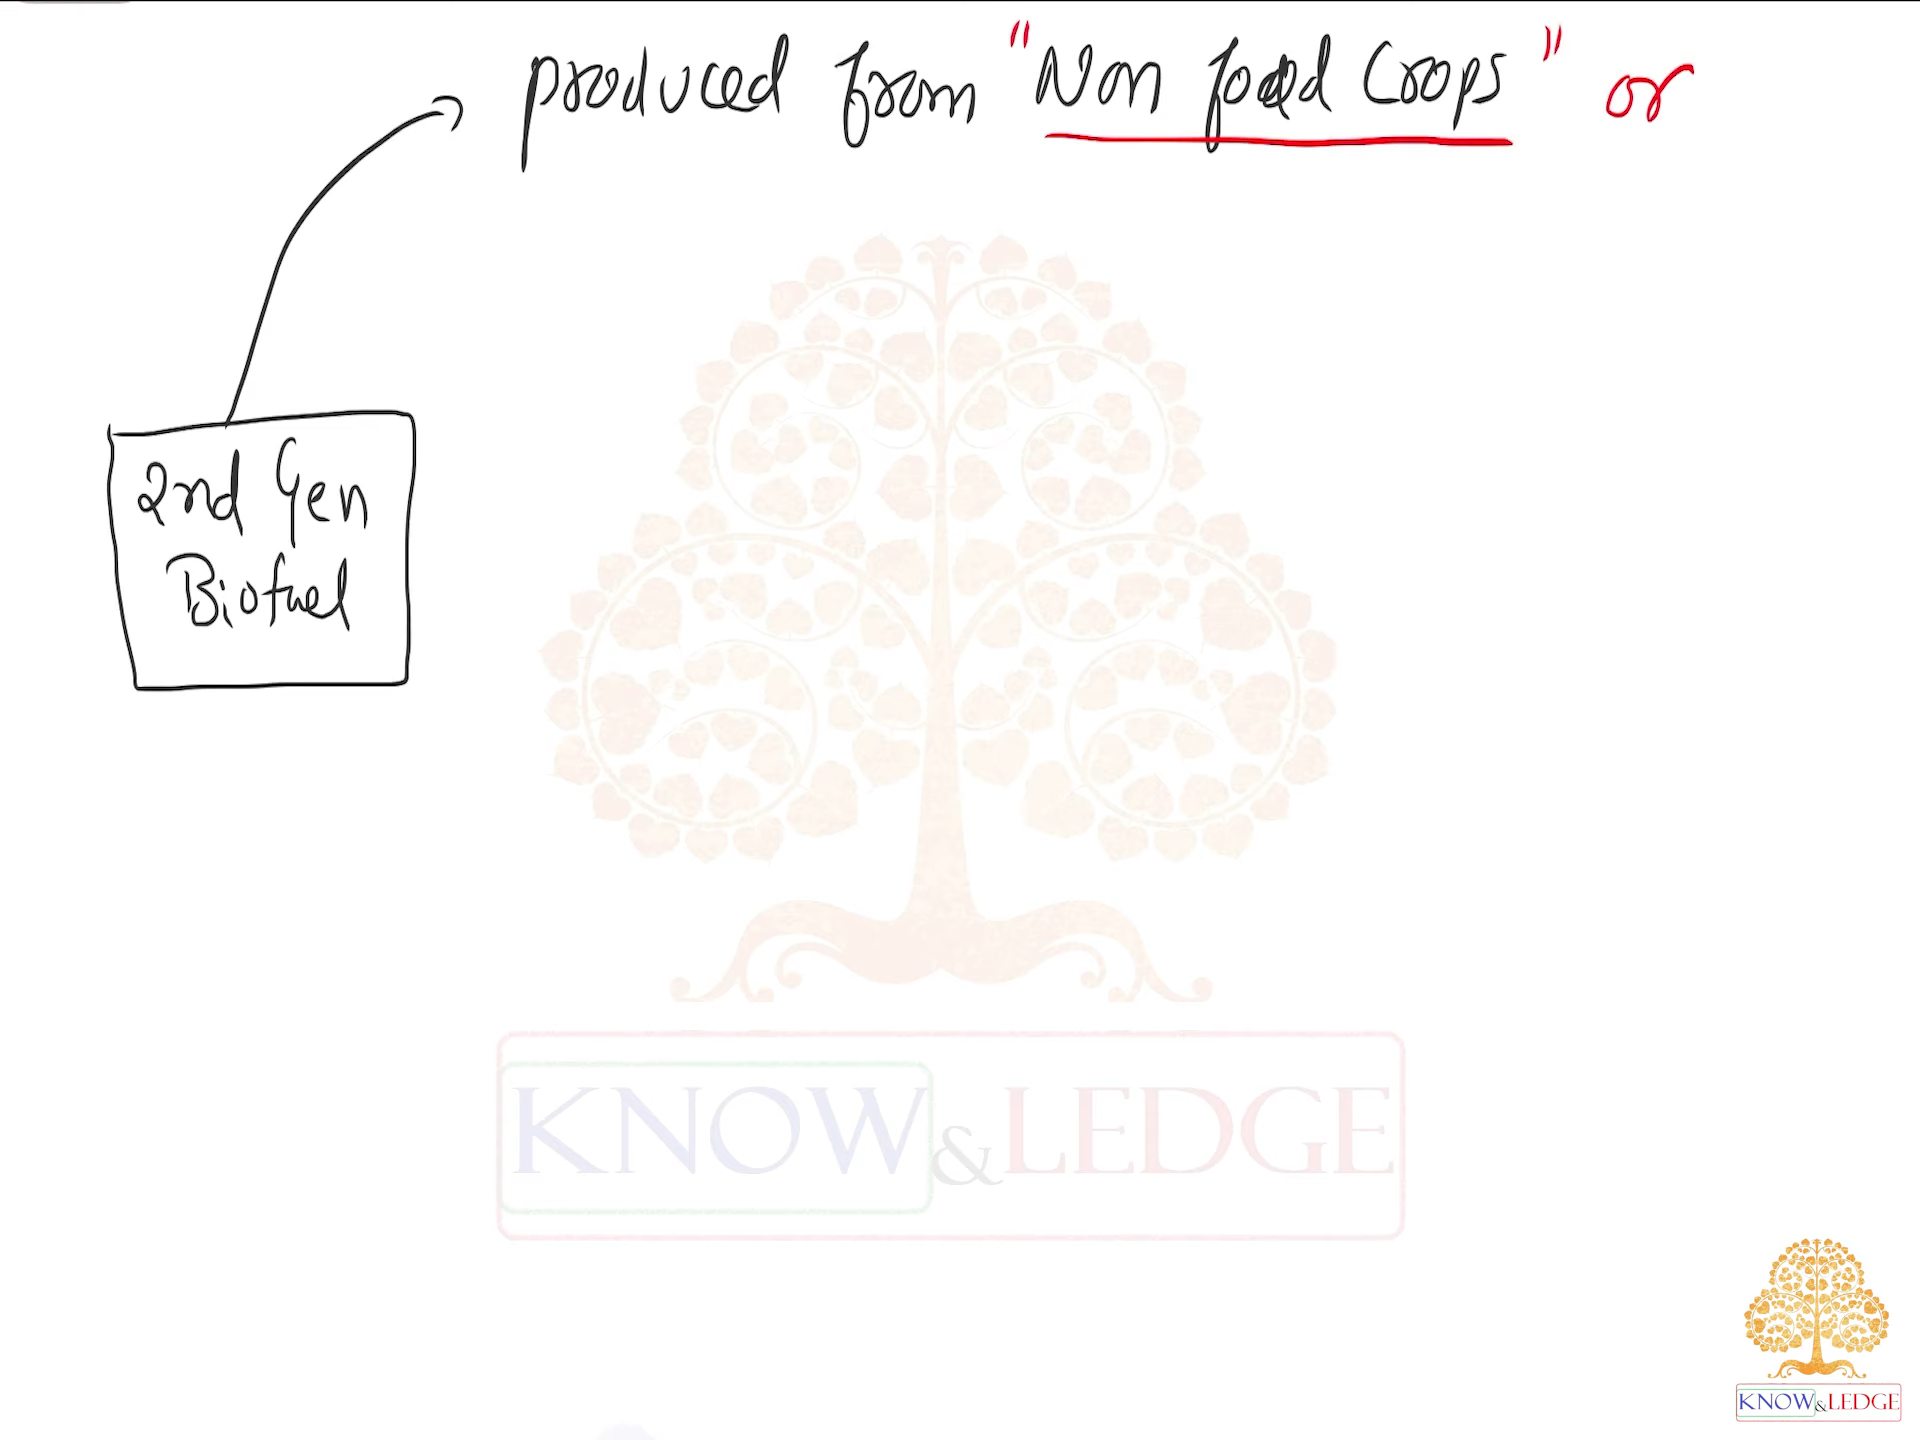 produced from "Non food Crops" or
2nd Gen
Biofuel
KNOW&LEDGE
KNOW&LEDGE